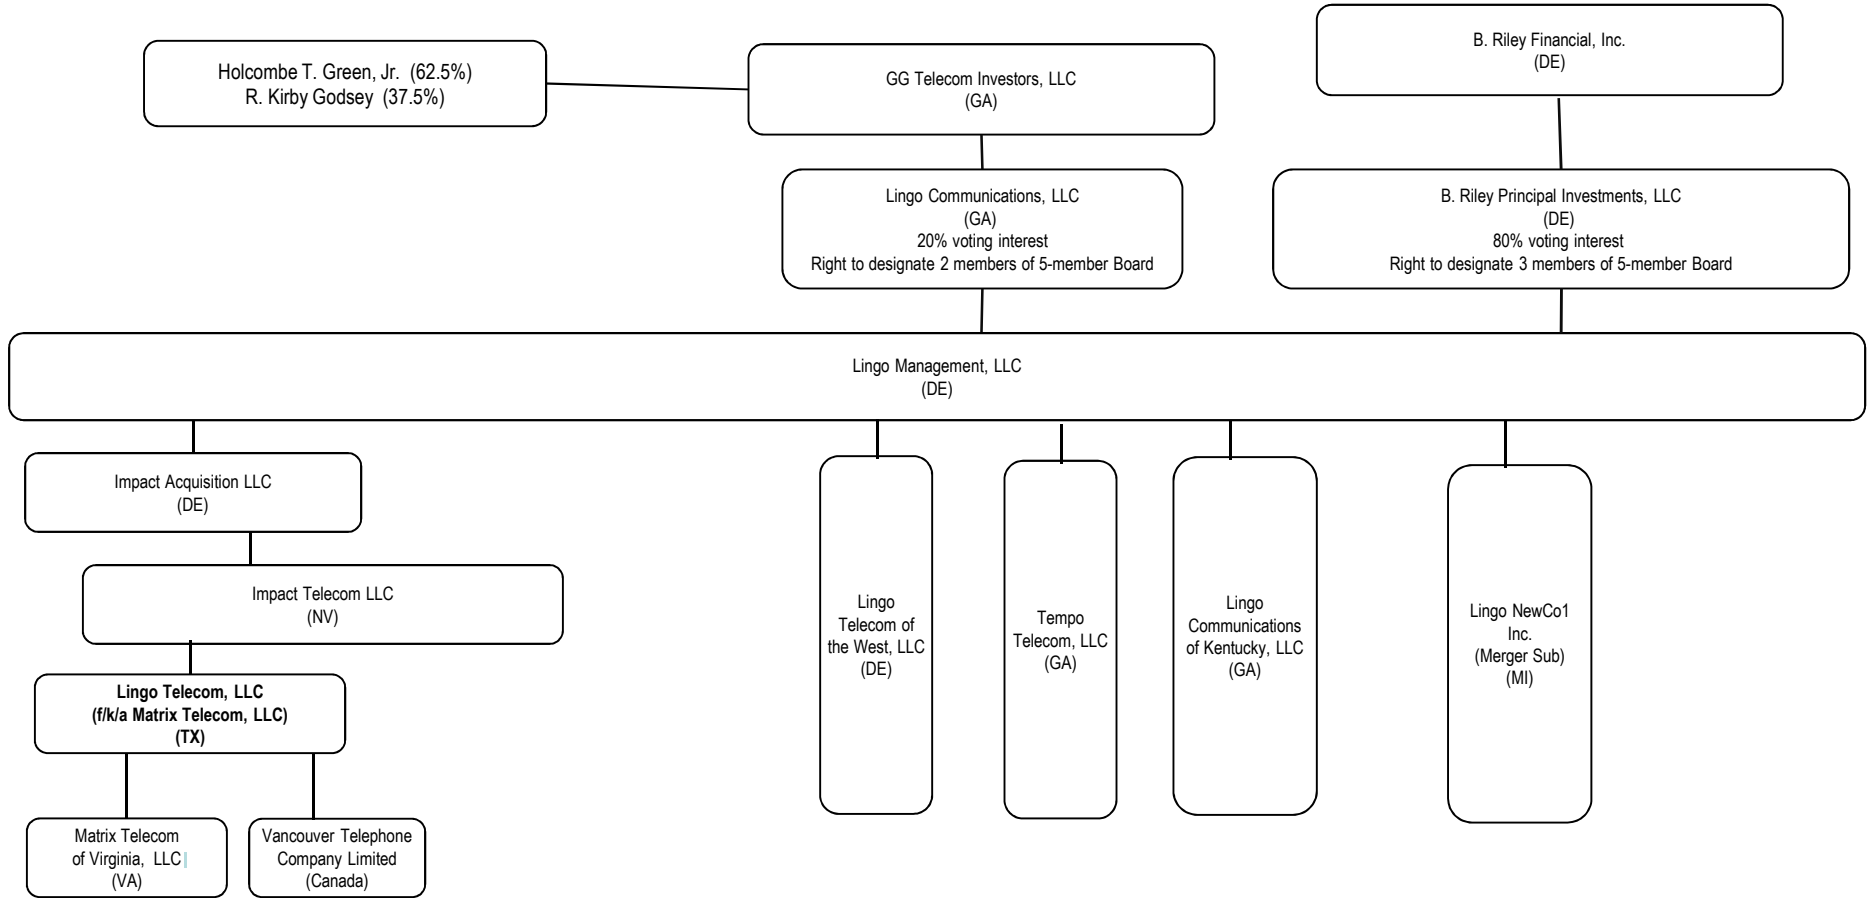 Holcombe T. Green, Jr. (62.5%)
R. Kirby Godsey (37.5%)
GG Telecom Investors, LLC
(GA)
B. Riley Financial, Inc.
(DE)
Lingo Communications, LLC
(GA)
20% voting interest
Right to designate 2 members of 5-member Board
B. Riley Principal Investments, LLC
(DE)
80% voting interest
Right to designate 3 members of 5-member Board
Lingo Management, LLC
(DE)
Impact Acquisition LLC
(DE)
Impact Telecom LLC
(NV)
Lingo Telecom, LLC
(f/k/a Matrix Telecom, LLC)
(TX)
Matrix Telecom
of Virginia, LLC
(VA)
Vancouver Telephone
Company Limited
(Canada)
Lingo
Telecom of
the West, LLC
(DE)
Tempo
Telecom, LLC
(GA)
Lingo
Communications
of Kentucky, LLC
(GA)
Lingo NewCo1
Inc.
(Merger Sub)
(MI)